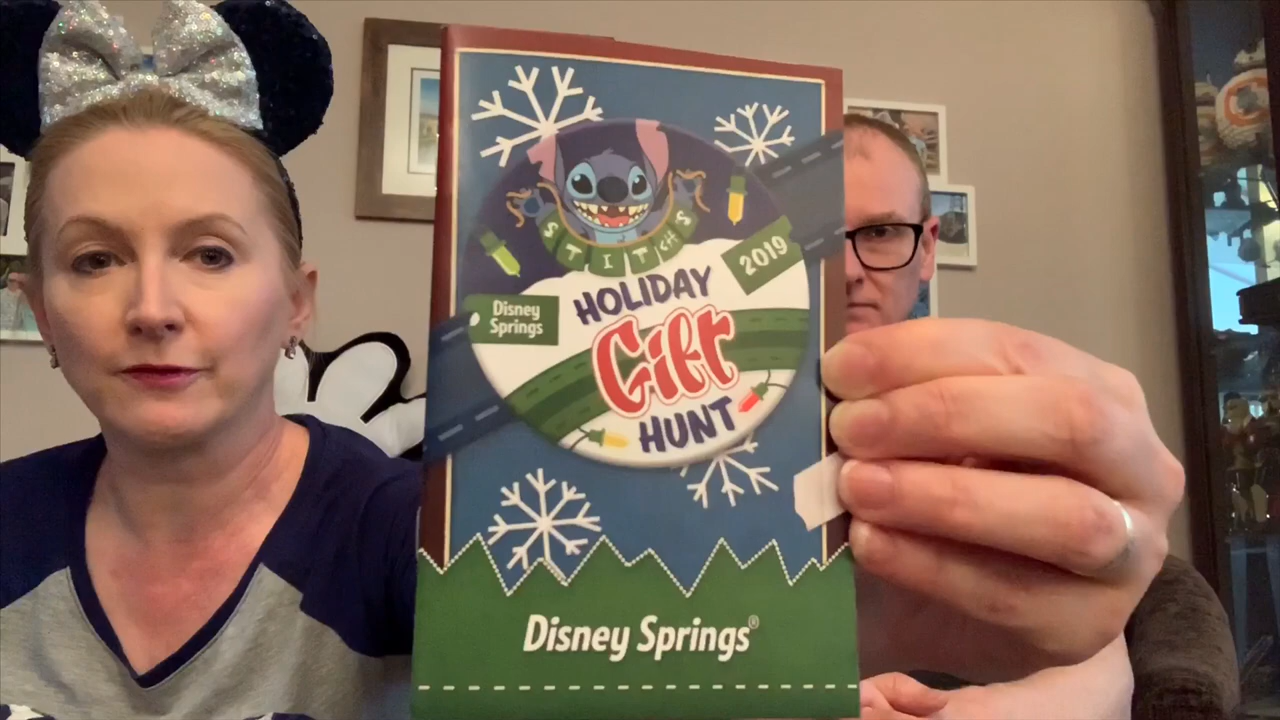 STITCH'S
Disney
Springs
2019
HOLIDAY
Gift
HUNT
Disney Springs®